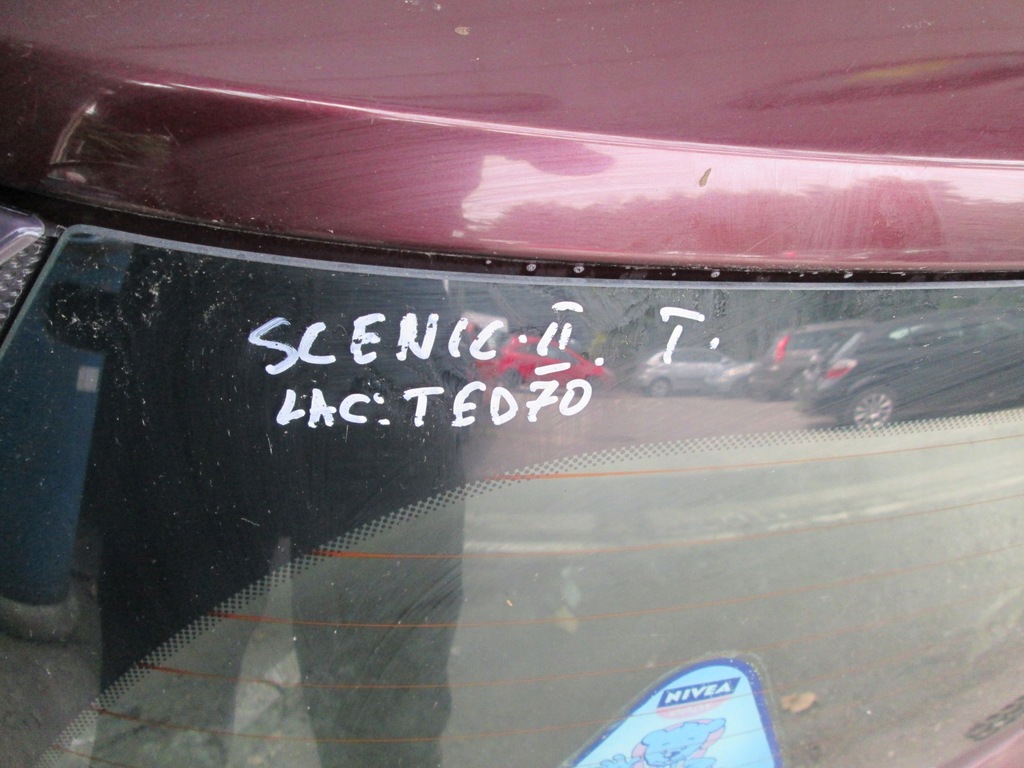 SCENIC·II. I.
LAC: TED70
NIVEA